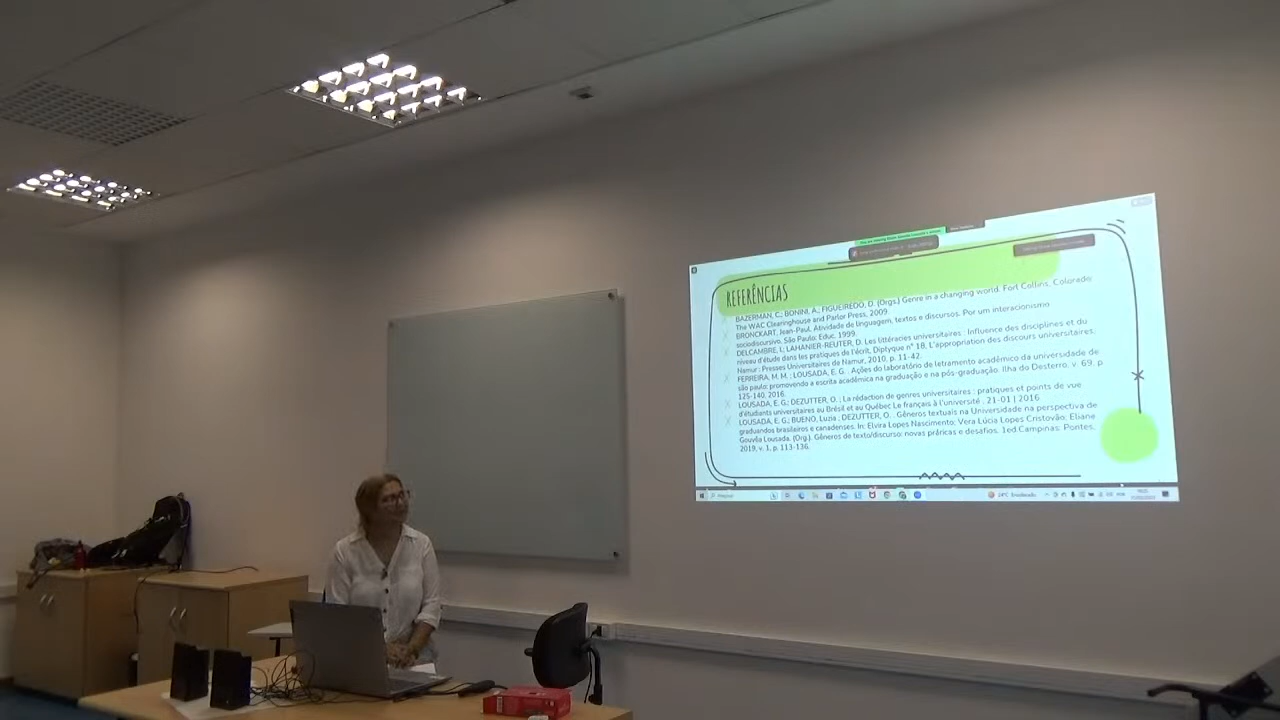 REFERÊNCIAS
BAZERMAN, C.; BONINI, A.; FIGUEIREDO, D. (Orgs.) Genre in a changing world. Fort Collins, Colorado:
The WAC Clearinghouse and Parlor Press, 2009.
BRONCKART, Jean-Paul. Atividade de linguagem, textos e discursos. Por um interacionismo
sociodiscursivo. São Paulo: Educ, 1999.
DELCAMBRE, I.; LAHANIER-REUTER, D. Les littéracies universitaires : Influence des disciplines et du
niveau d'étude dans les pratiques de l'écrit, Diptyque n° 18, L'appropration des discours universitaires,
Namur : Presses Universitaires de Namur, 2010, p. 11-42.
FERREIRA, M. M. ; LOUSADA, E. G. . Ações do laboratório de letramento acadêmico da universidade de
são paulo: promovendo a escrita acadêmica na graduação e na pós-graduação. Ilha do Desterro, v. 69, p.
125-140, 2016.
LOUSADA, E. G.; DEZUTTER, O. ; La rédaction de genres universitaires : pratiques et points de vue
d'étudiants universitaires au Brésil et au Québec Le français à l'université . 21-01 | 2016
LOUSADA, E. G.; BUENO, Luzia ; DEZUTTER, O. . Gêneros textuais na Universidade na perspectiva de
graduandos brasileiros e canadenses. In: Elvira Lopes Nascimento; Vera Lúcia Lopes Cristovão; Eliane
Gouvêa Lousada. (Org.). Gêneros de texto/discurso: novas práticas e desafios. 1ed.Campinas: Pontes,
2019, v. 1, p. 113-136.
24°C